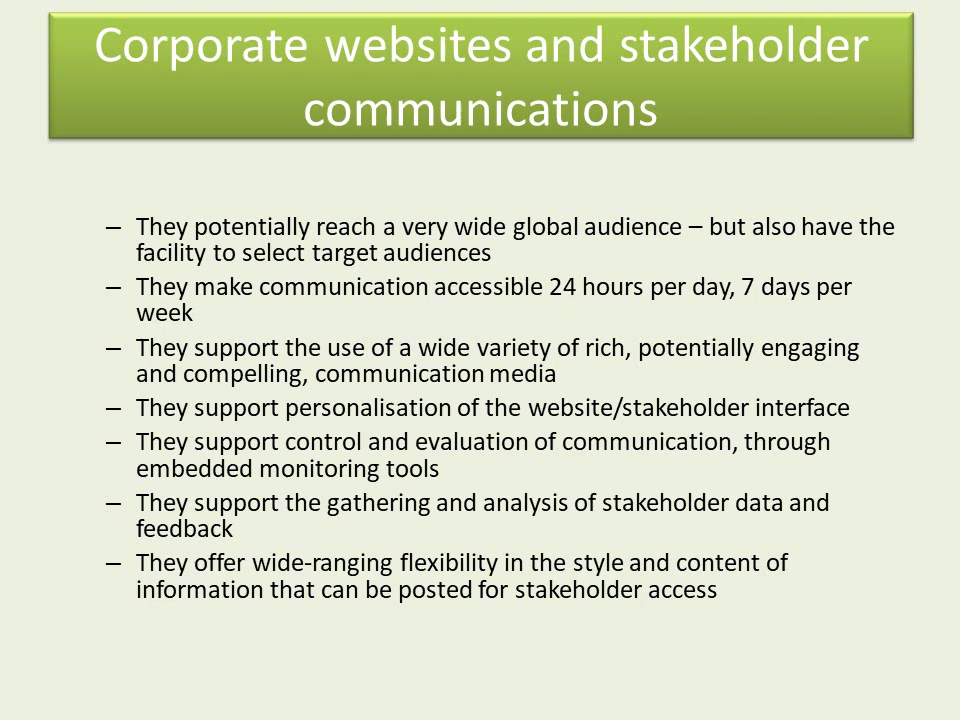 Corporate websites and stakeholder
communications
– They potentially reach a very wide global audience – but also have the
facility to select target audiences
– They make communication accessible 24 hours per day, 7 days per
week
– They support the use of a wide variety of rich, potentially engaging
and compelling, communication media
– They support personalisation of the website/stakeholder interface
– They support control and evaluation of communication, through
embedded monitoring tools
– They support the gathering and analysis of stakeholder data and
feedback
– They offer wide-ranging flexibility in the style and content of
information that can be posted for stakeholder access